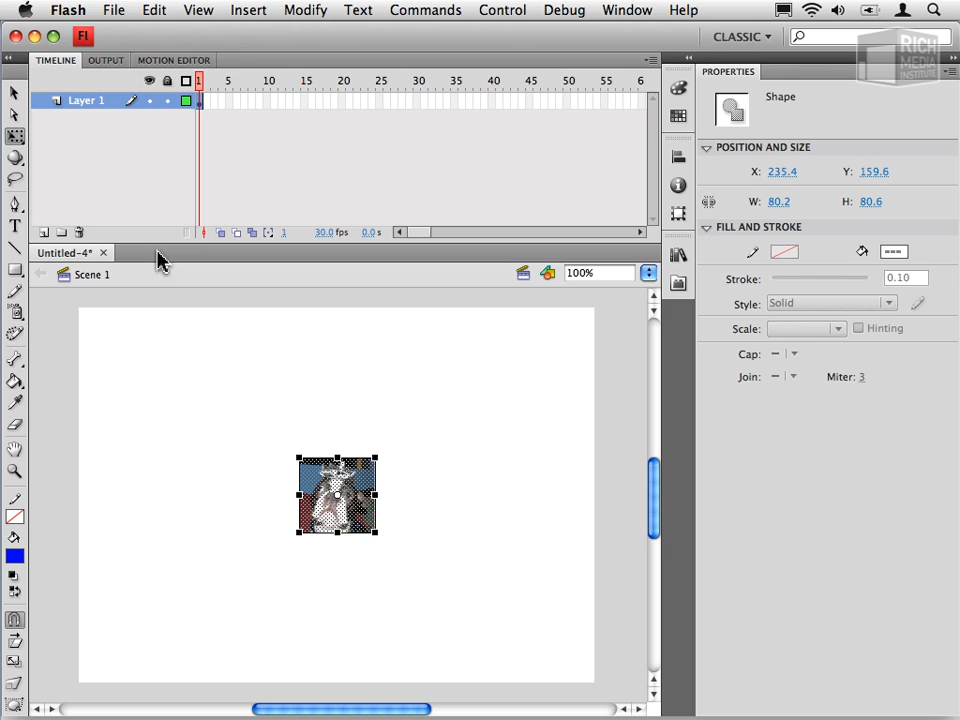 Flash File Edit View Insert Modify Text Commands Control Debug Window Help
Fl CLASSIC
RICH
MEDIA
INSTITUTE
TIMELINE OUTPUT MOTION EDITOR
1 5 10 15 20 25 30 35 40 45 50 55 6
Layer 1
1 30.0 fps 0.0 s
Untitled-4*
Scene 1 100%
PROPERTIES
Shape
POSITION AND SIZE
X: 235.4 Y: 159.6
W: 80.2 H: 80.6
FILL AND STROKE
Stroke: 0.10
Style: Solid
Scale: Hinting
Cap:
Join: Miter: 3